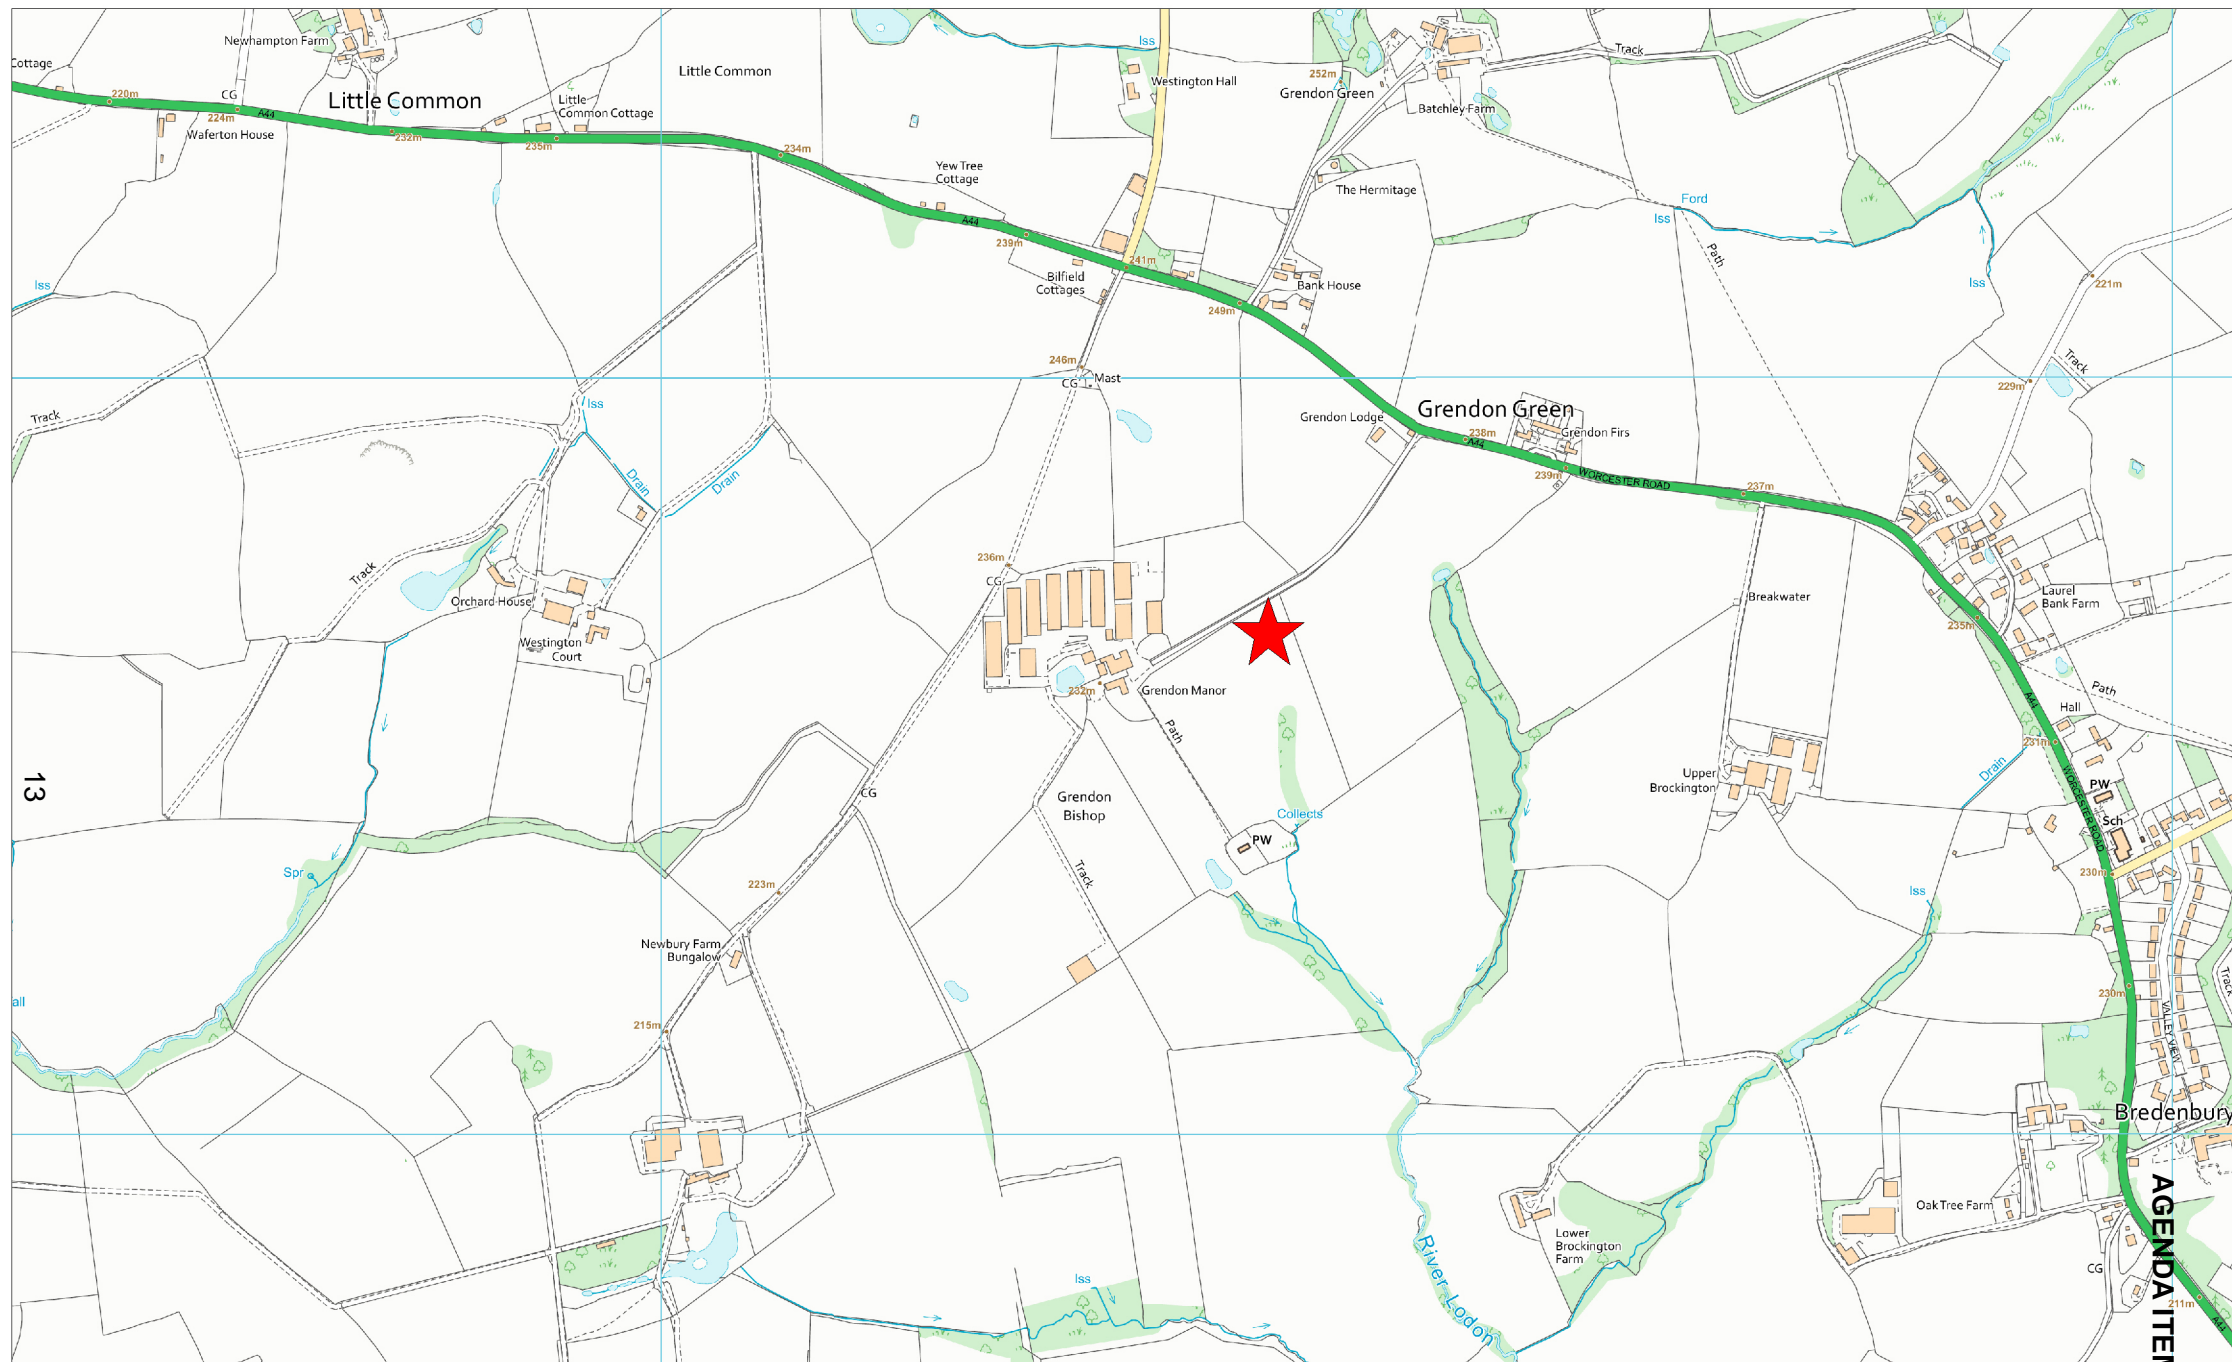 Newhampton Farm
Cottage
220m
CG
224m
A44
Waferton House
Little Common
232m
Little
Common Cottage
235m
Little Common
234m
Yew Tree
Cottage
A44
239m
Iss
Westington Hall
252m
Grendon Green
Batchley Farm
Track
The Hermitage
Ford
Iss
Path
Iss
221m
241m
Bilfield
Cottages
Bank House
249m
Iss
246m
CG
Mast
Track
229m
Track
Iss
Drain
Drain
Grendon Lodge
Grendon Green
238m
A44
Grendon Firs
239m
WORCESTER ROAD
237m
236m
CG
Track
Orchard House
Westington
Court
Breakwater
Laurel
Bank Farm
235m
232m
Grendon Manor
Path
Path
A44
Hall
231m
Drain
Upper
Brockington
PW
WORCESTER ROAD
Sch
230m
13
CG
Grendon
Bishop
Collects
PW
Track
Spr
223m
Iss
Newbury Farm
Bungalow
all
215m
230m
Track
VALLEY VIEW
Bredenbury
Oak Tree Farm
Lower
Brockington
Farm
River Lodon
Iss
CG
211m
A44
AGENDA ITEM